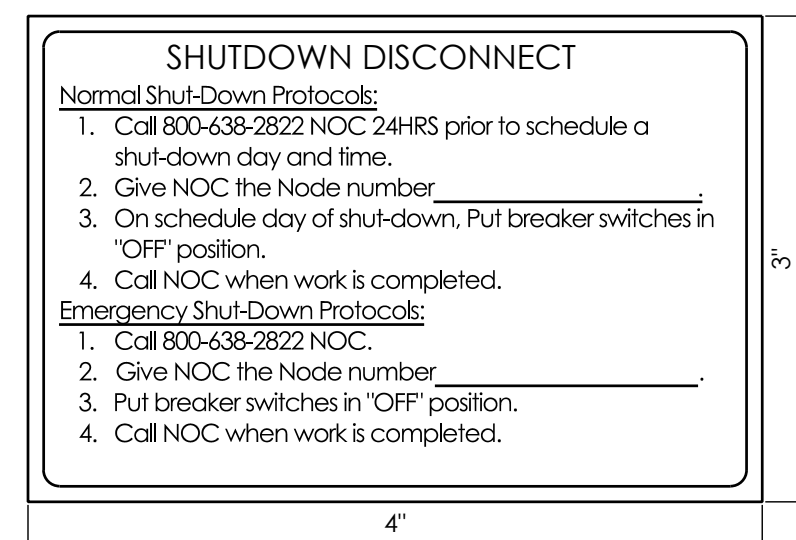 SHUTDOWN DISCONNECT
Normal Shut-Down Protocols:
1. Call 800-638-2822 NOC 24HRS prior to schedule a
shut-down day and time.
2. Give NOC the Node number____________________.
3. On schedule day of shut-down, Put breaker switches in
"OFF" position.
4. Call NOC when work is completed.
Emergency Shut-Down Protocols:
1. Call 800-638-2822 NOC.
2. Give NOC the Node number____________________.
3. Put breaker switches in "OFF" position.
4. Call NOC when work is completed.
3"
4"